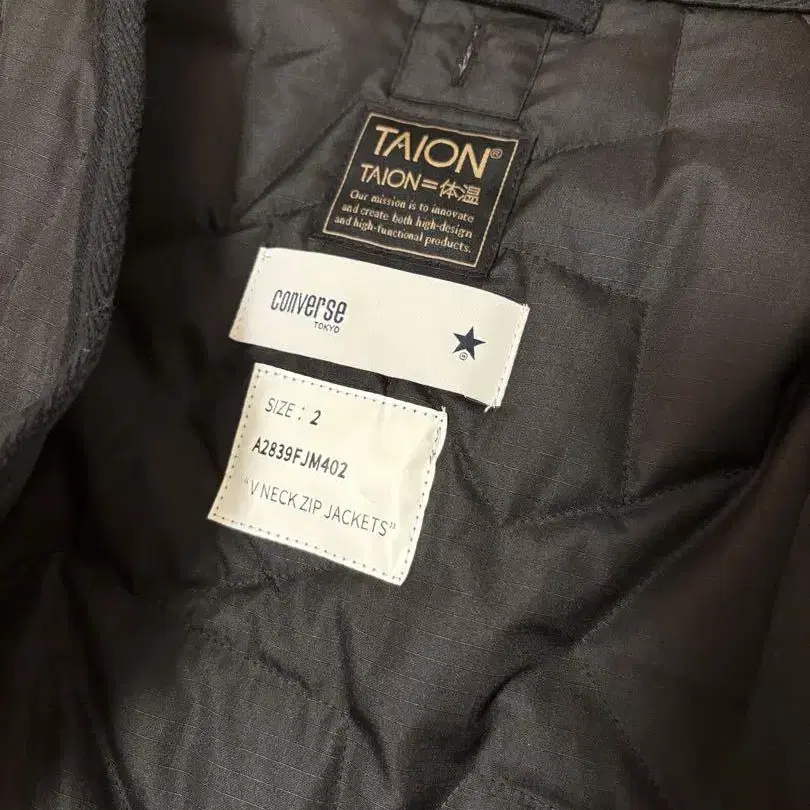 TAION®
TAION=体温
Our mission is to innovate
and create both high-design
and high-functional products.
converse
TOKYO
®
SIZE : 2
A2839FJM402
"V NECK ZIP JACKETS"